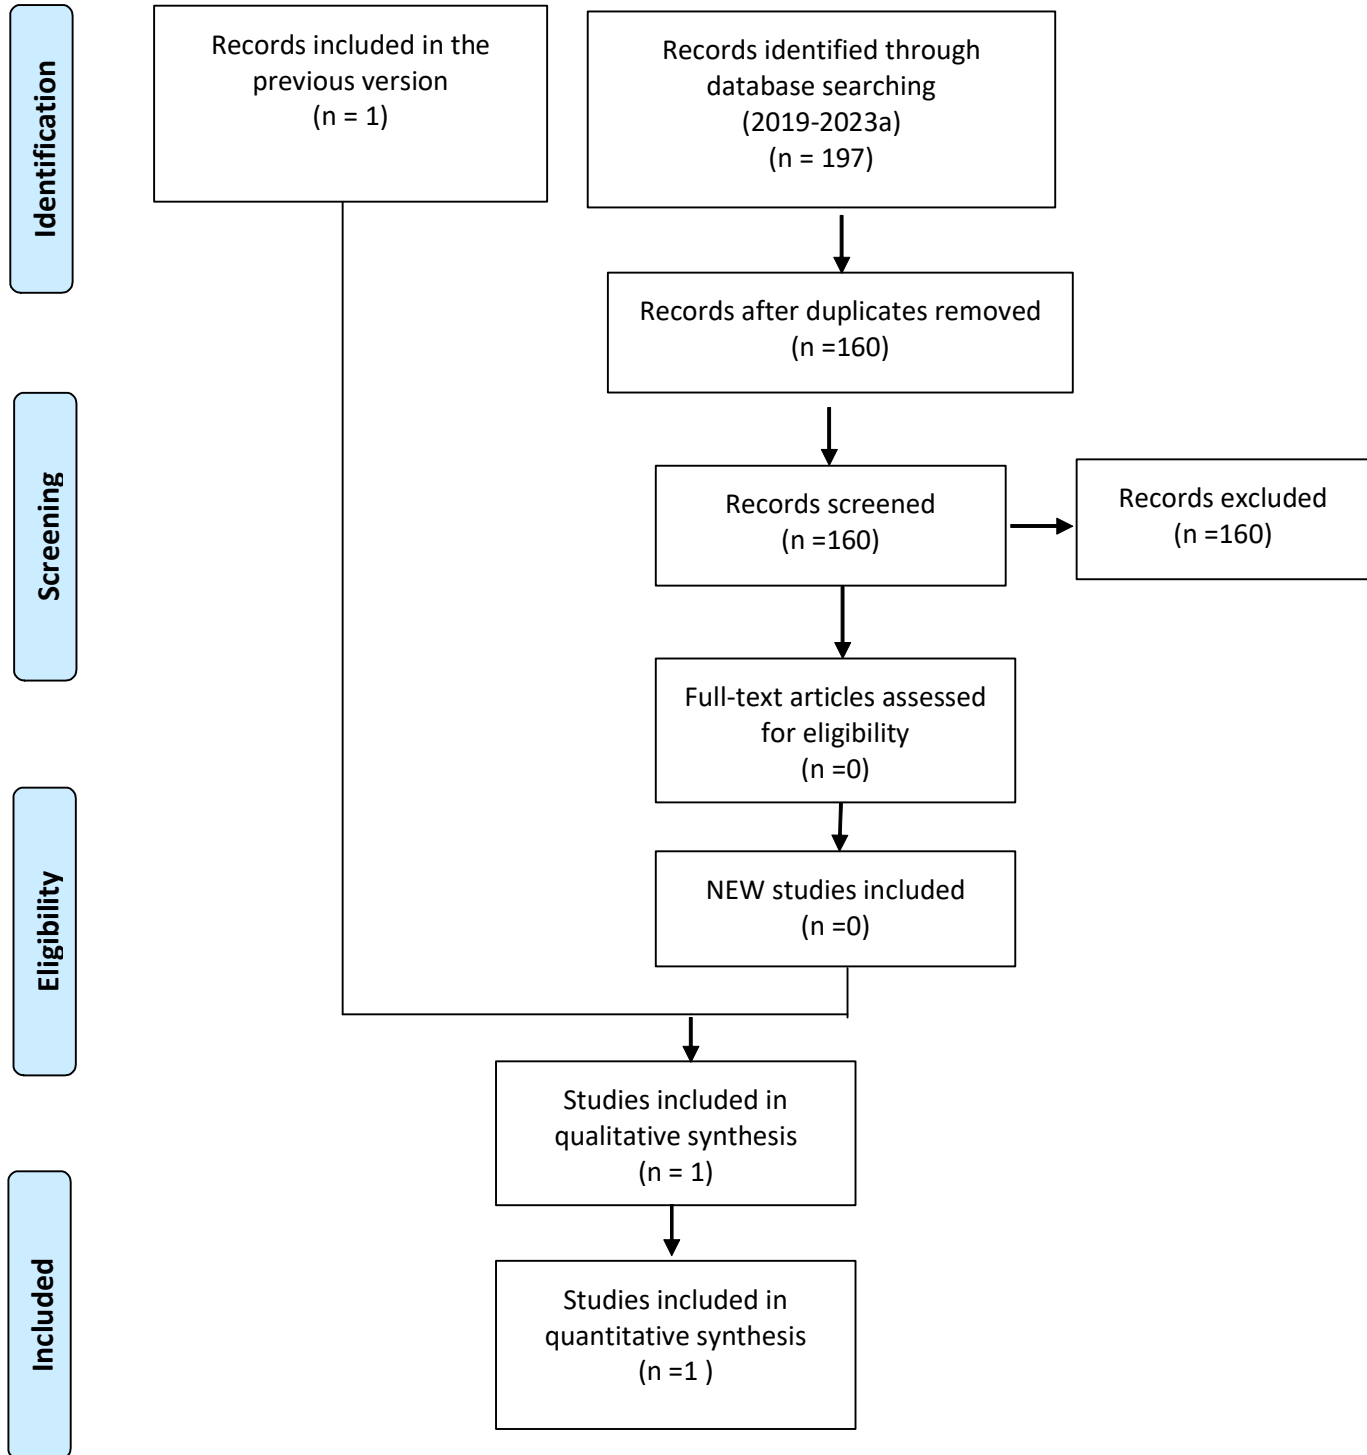 Identification
Records included in the
previous version
(n = 1)
Records identified through
database searching
(2019-2023a)
(n = 197)
Records after duplicates removed
(n =160)
Screening
Records screened
(n =160)
Records excluded
(n =160)
Full-text articles assessed
for eligibility
(n =0)
Eligibility
NEW studies included
(n =0)
Studies included in
qualitative synthesis
(n = 1)
Included
Studies included in
quantitative synthesis
(n =1 )